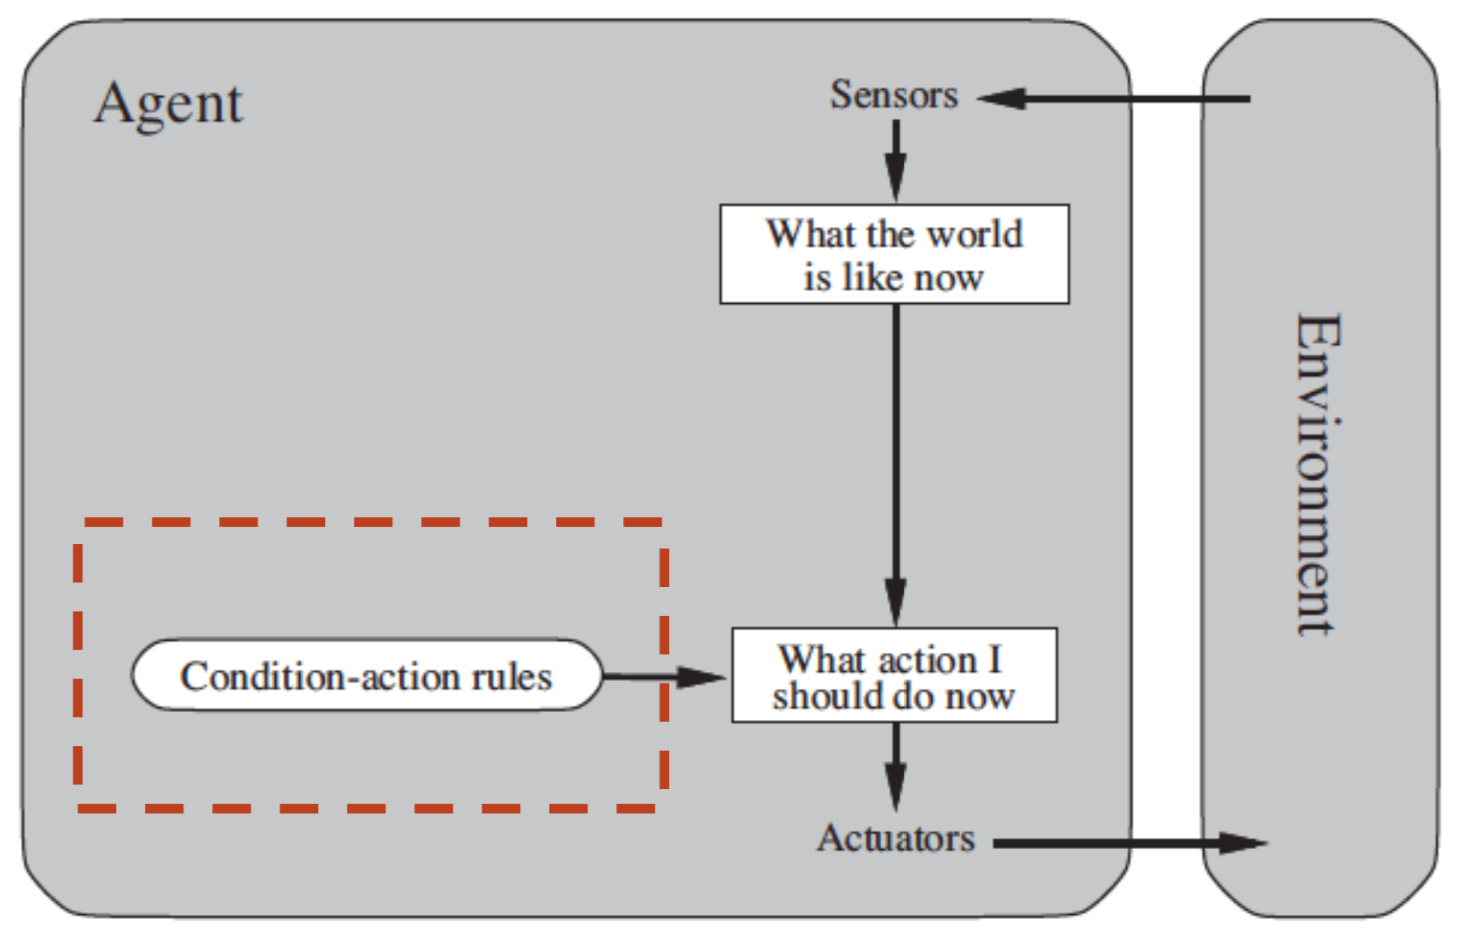 Agent
Sensors
What the world
is like now
Environment
Condition-action rules
What action I
should do now
Actuators